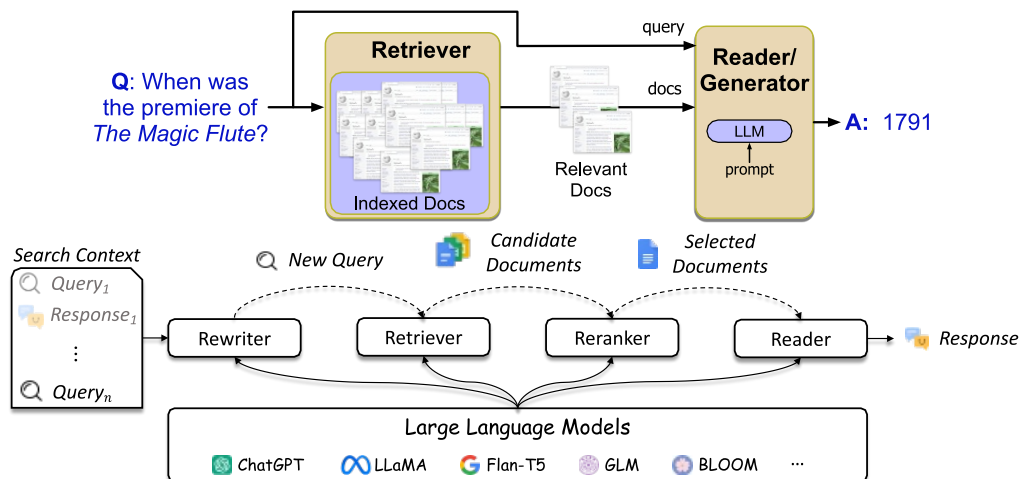 Retriever
query
Reader/
Generator
Q: When was
the premiere of
The Magic Flute?
docs
LLM
prompt
A: 1791
Indexed Docs
Relevant
Docs
Search Context
Query1
Response1
⋮
Queryn
New Query
Candidate
Documents
Selected
Documents
Rewriter
Retriever
Reranker
Reader
Response
Large Language Models
ChatGPT LLaMA Flan-T5 GLM BLOOM ...